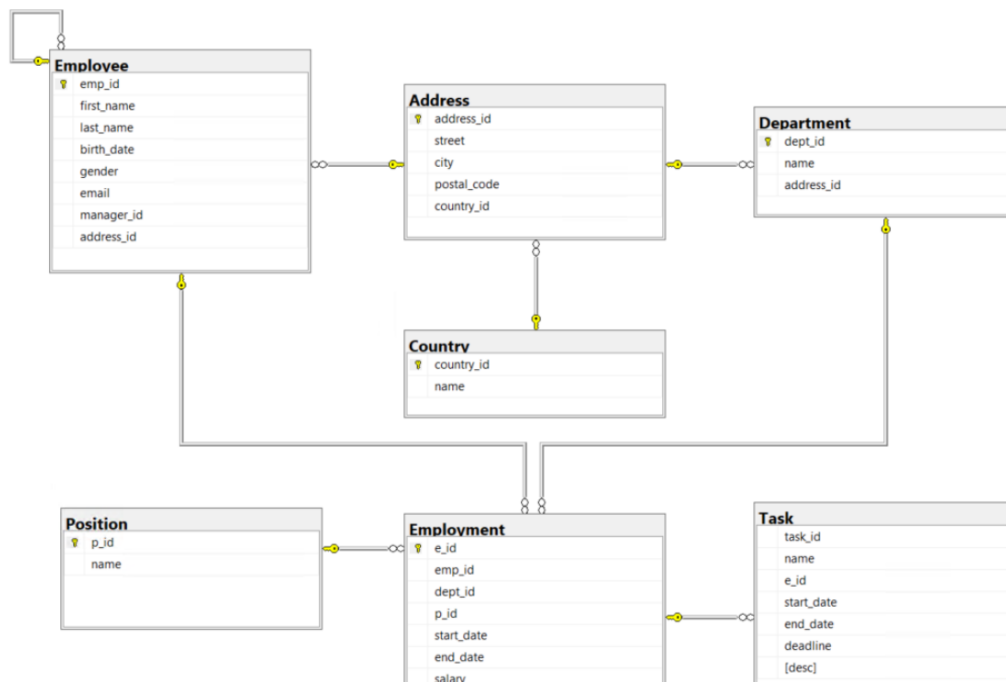 Employee
emp_id
first_name
last_name
birth_date
gender
email
manager_id
address_id
Address
address_id
street
city
postal_code
country_id
Department
dept_id
name
address_id
Country
country_id
name
Position
p_id
name
Employment
e_id
emp_id
dept_id
p_id
start_date
end_date
salary
Task
task_id
name
e_id
start_date
end_date
deadline
[desc]